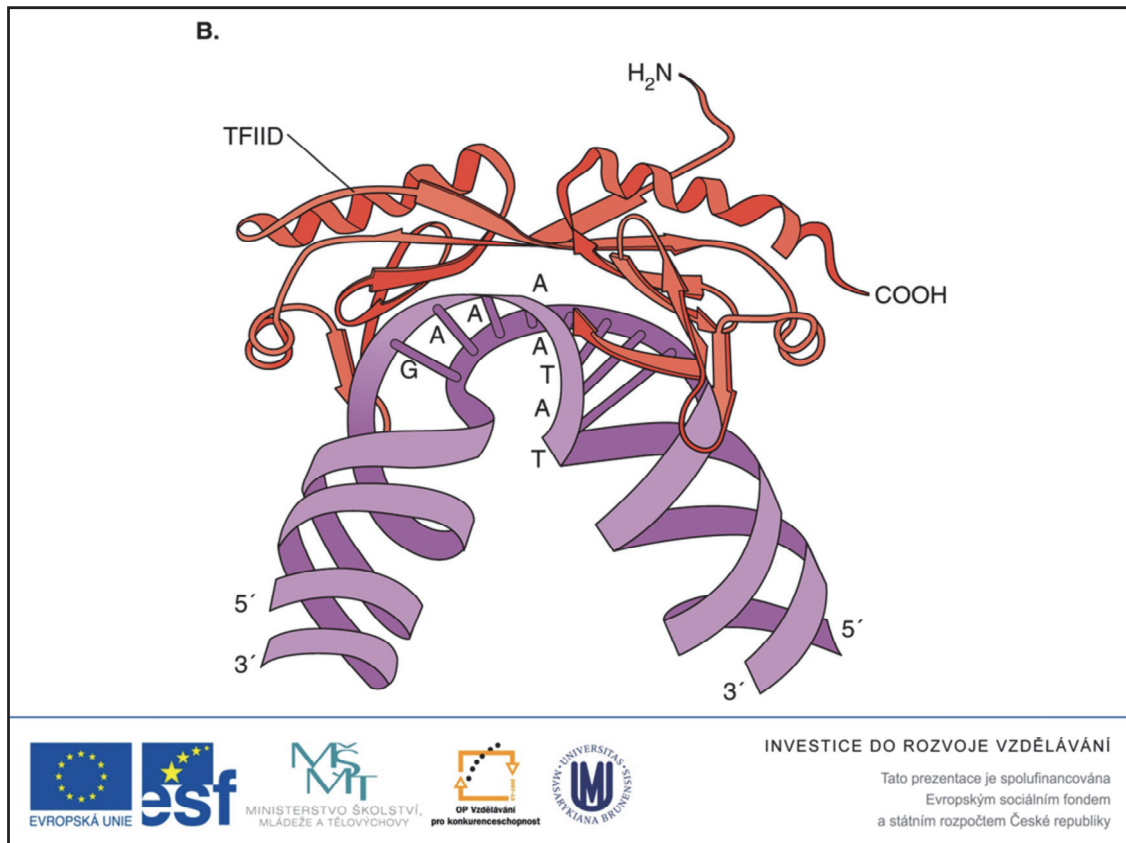 B.
H₂N
TFIID
COOH
A
A
A
G
A
T
A
T
5´
3´
5´
3´
EVROPSKÁ UNIE
esf
MŠMT
MINISTERSTVO ŠKOLSTVÍ,
MLÁDEŽE A TĚLOVÝCHOVY
OP Vzdělávání
pro konkurenceschopnost
UNIVERSITAS MASARYKIANA BRUNENSIS
INVESTICE DO ROZVOJE VZDĚLÁVÁNÍ
Tato prezentace je spolufinancována
Evropským sociálním fondem
a státním rozpočtem České republiky